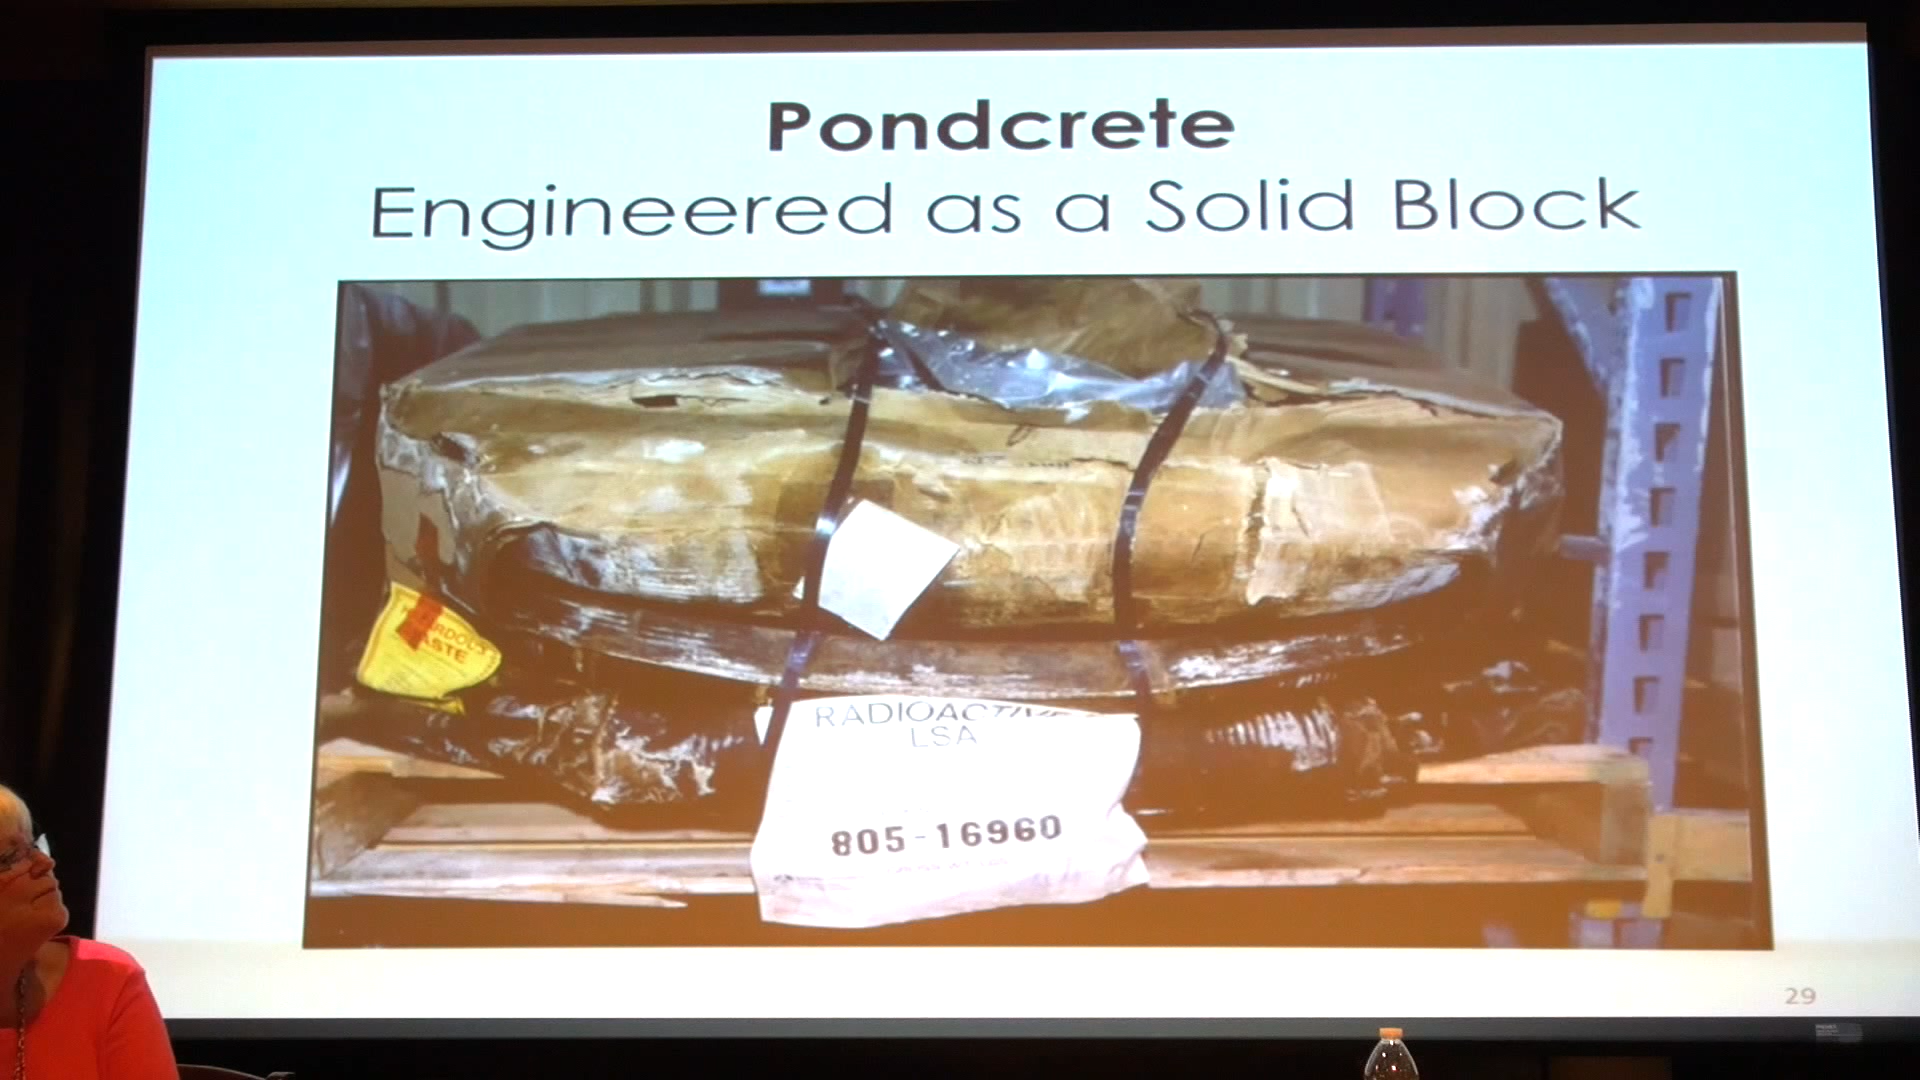 Pondcrete
Engineered as a Solid Block
RADIOACTIVE
LSA
805-16960
29